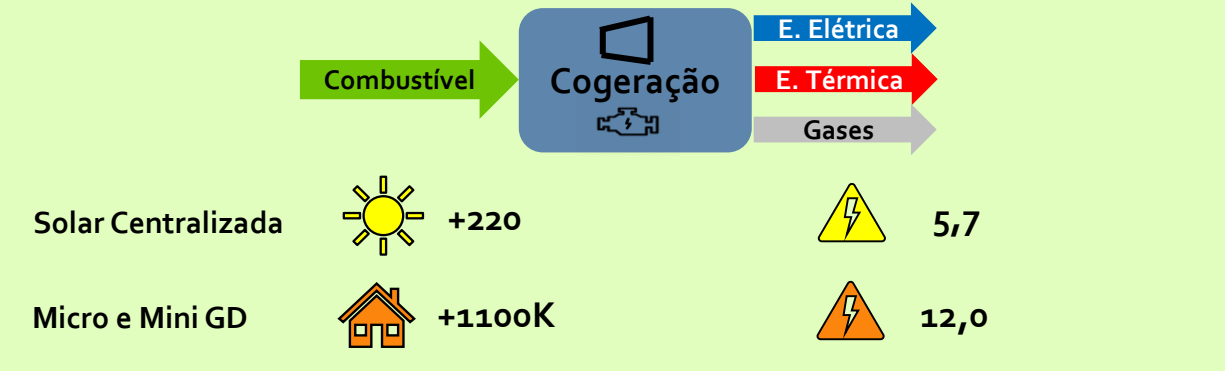 E. Elétrica
Combustível
Cogeração
E. Térmica
Gases
Solar Centralizada +220 5,7
Micro e Mini GD +1100K 12,0